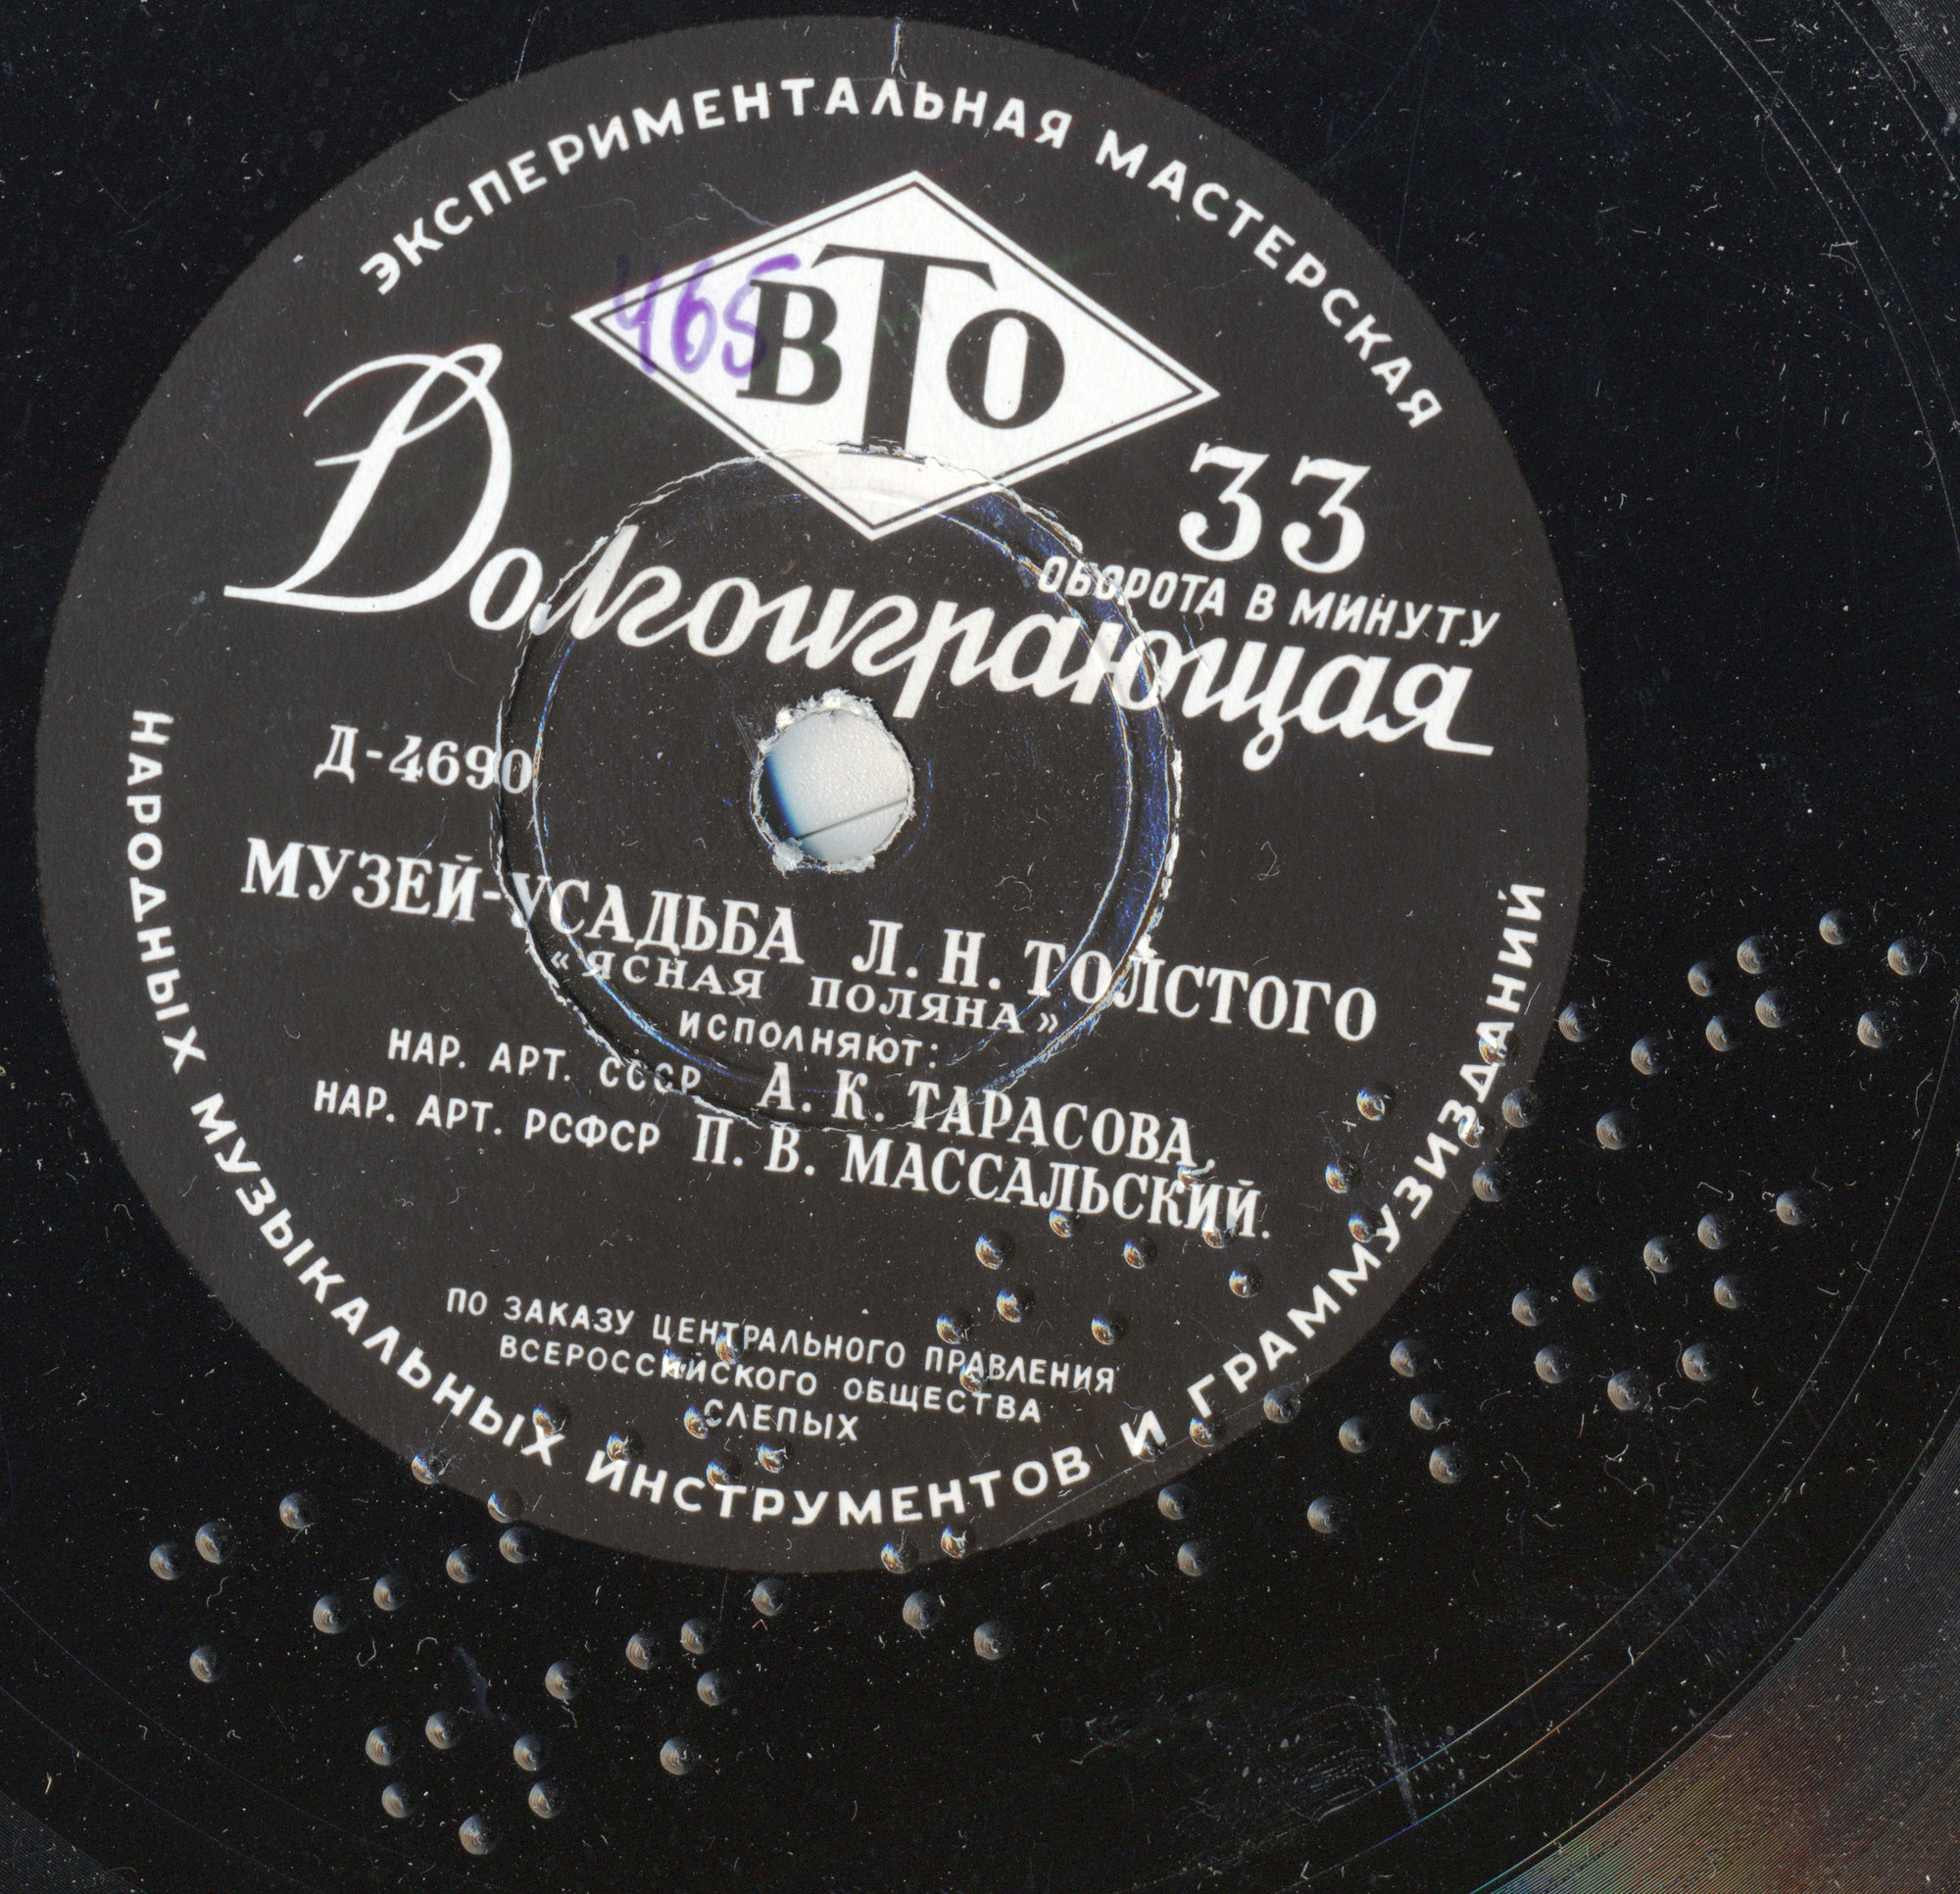 ЭКСПЕРИМЕНТАЛЬНАЯ МАСТЕРСКАЯ
465
ВТО
33
ОБОРОТА В МИНУТУ
Долгоиграющая
Д-4690
МУЗЕЙ-УСАДЬБА Л. Н. ТОЛСТОГО
«ЯСНАЯ ПОЛЯНА»
ИСПОЛНЯЮТ:
НАР. АРТ. СССР А. К. ТАРАСОВА,
НАР. АРТ. РСФСР П. В. МАССАЛЬСКИЙ.
ПО ЗАКАЗУ ЦЕНТРАЛЬНОГО ПРАВЛЕНИЯ
ВСЕРОССИЙСКОГО ОБЩЕСТВА
СЛЕПЫХ
НАРОДНЫХ МУЗЫКАЛЬНЫХ ИНСТРУМЕНТОВ И ГРАММУЗИЗДАНИЙ